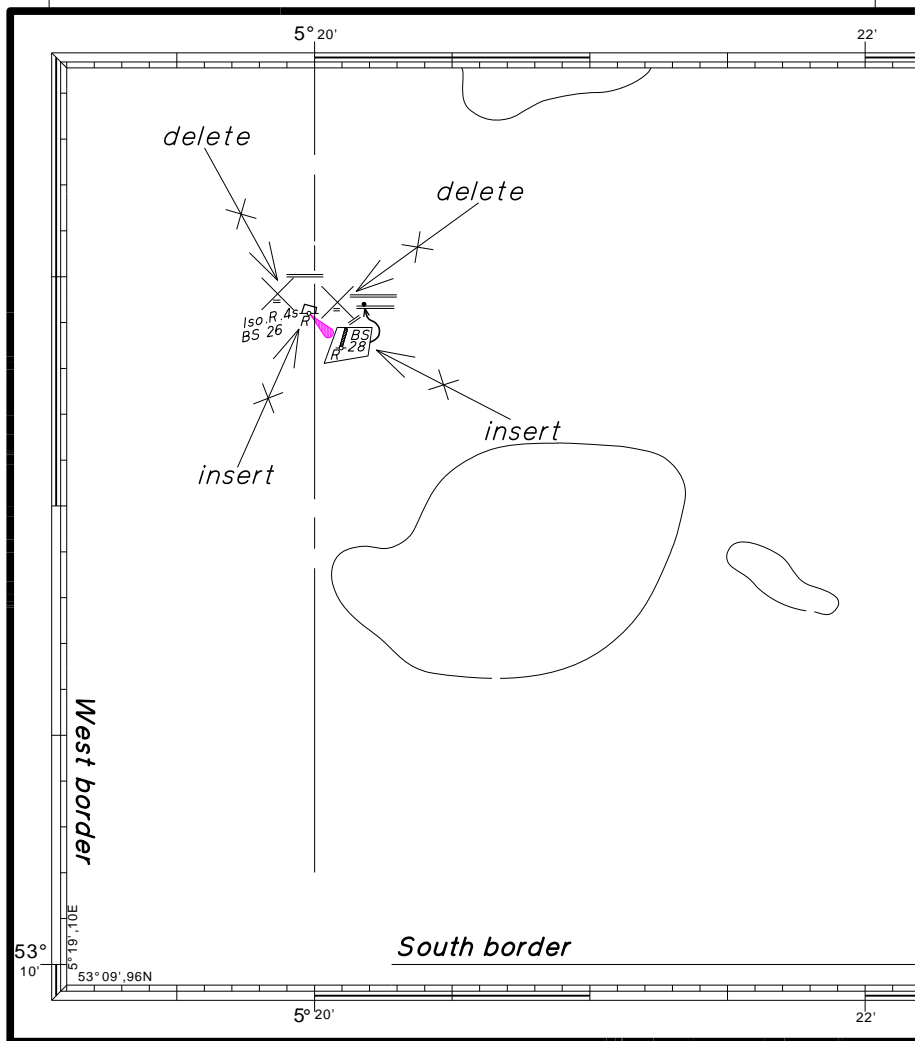 5° 20'
22'
delete
delete
Iso.R.4s
BS 26
R
BS
28
R
insert
insert
West border
5°19',10E
53°
10'
53°09',96N
South border
5° 20'
22'